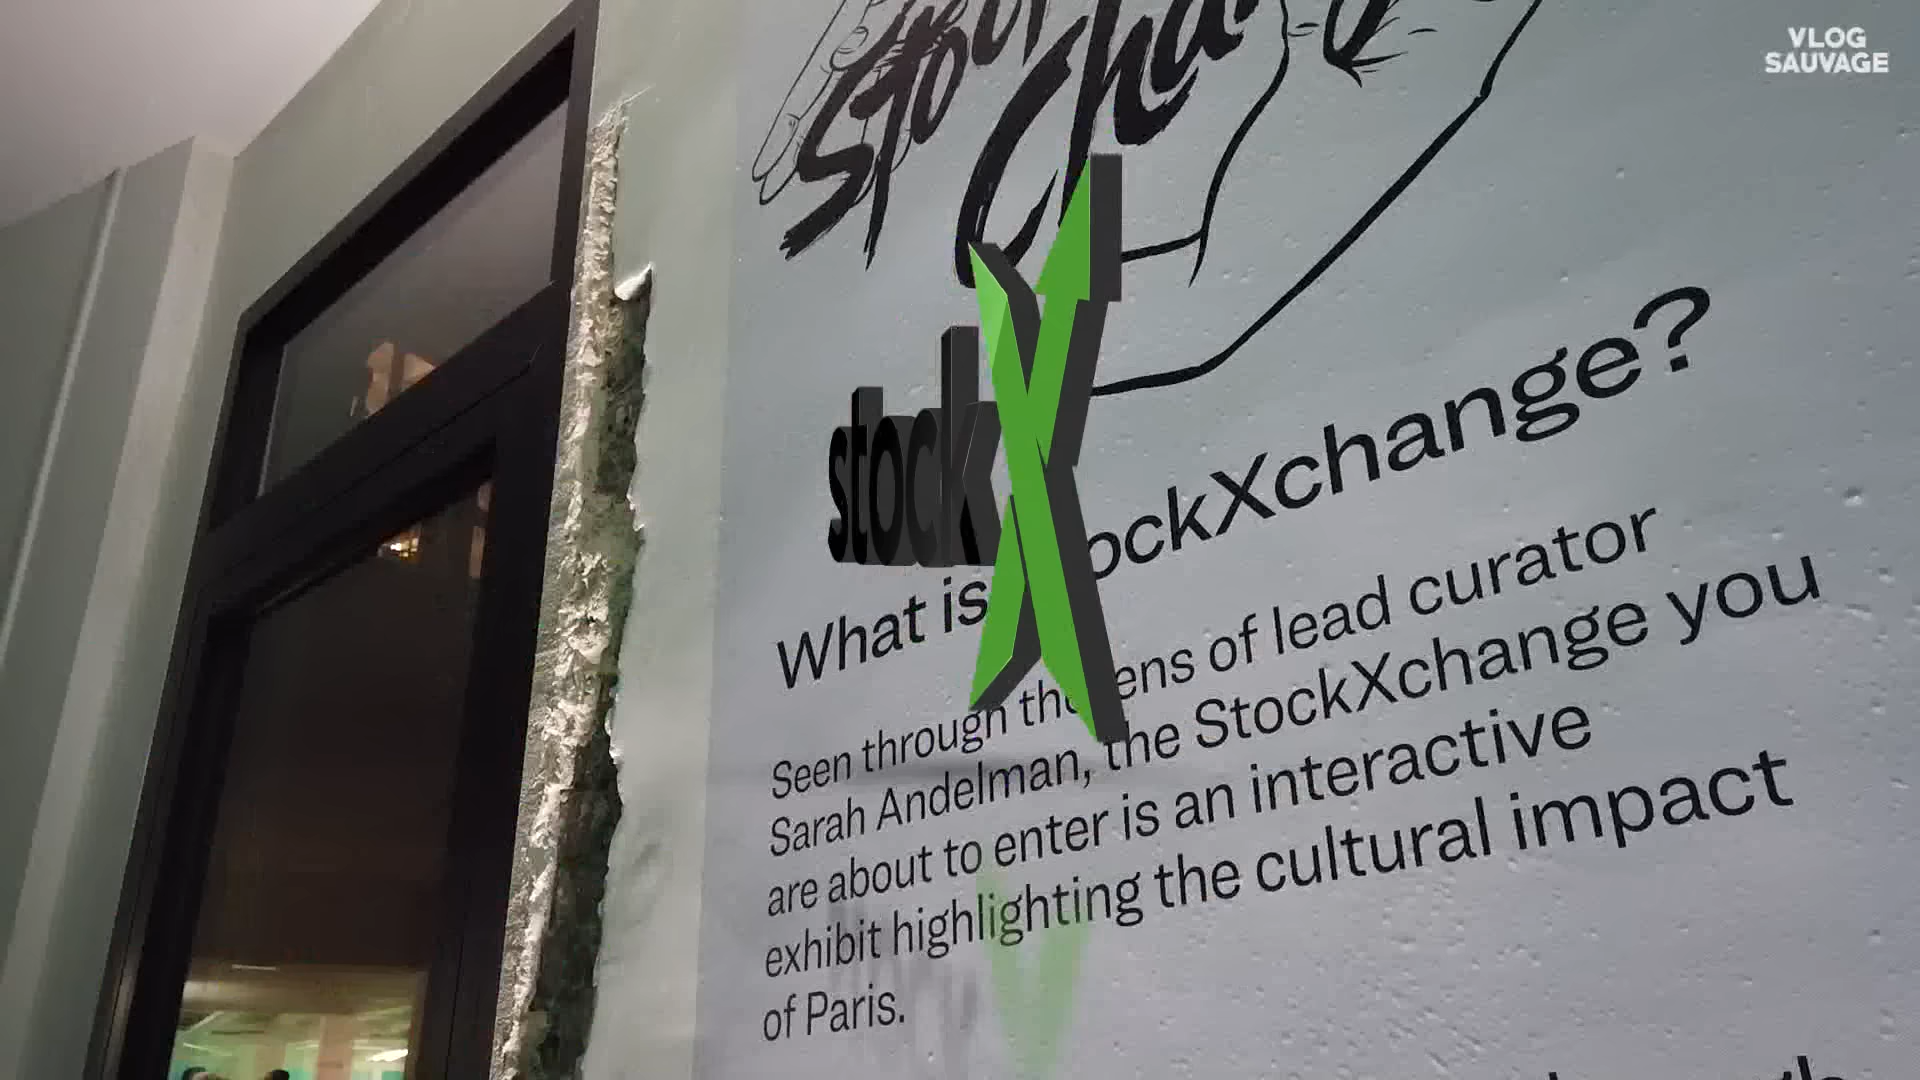 VLOG
SAUVAGE
stockX
What is ockXchange?
Seen through the ens of lead curator
Sarah Andelman, the StockXchange you
are about to enter is an interactive
exhibit highlighting the cultural impact
of Paris.